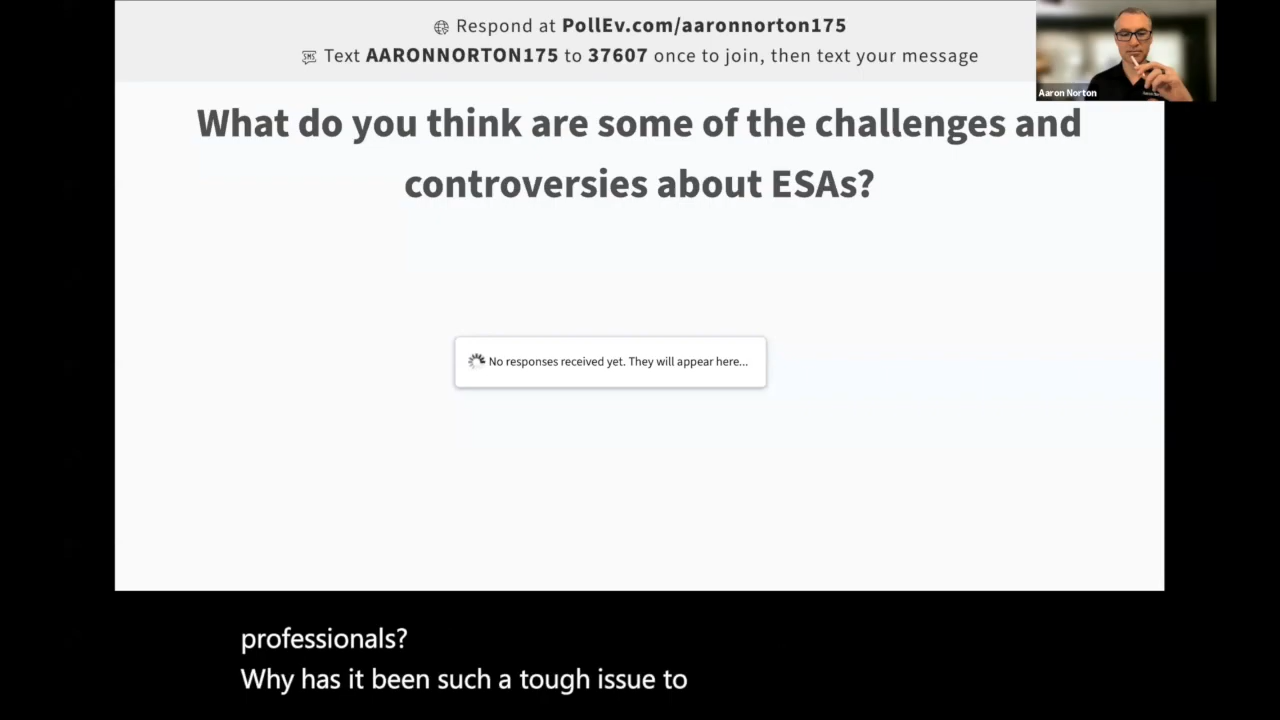 Respond at PollEv.com/aaronnorton175
Text AARONNORTON175 to 37607 once to join, then text your message
Aaron Norton
What do you think are some of the challenges and
controversies about ESAs?
No responses received yet. They will appear here...
professionals?
Why has it been such a tough issue to